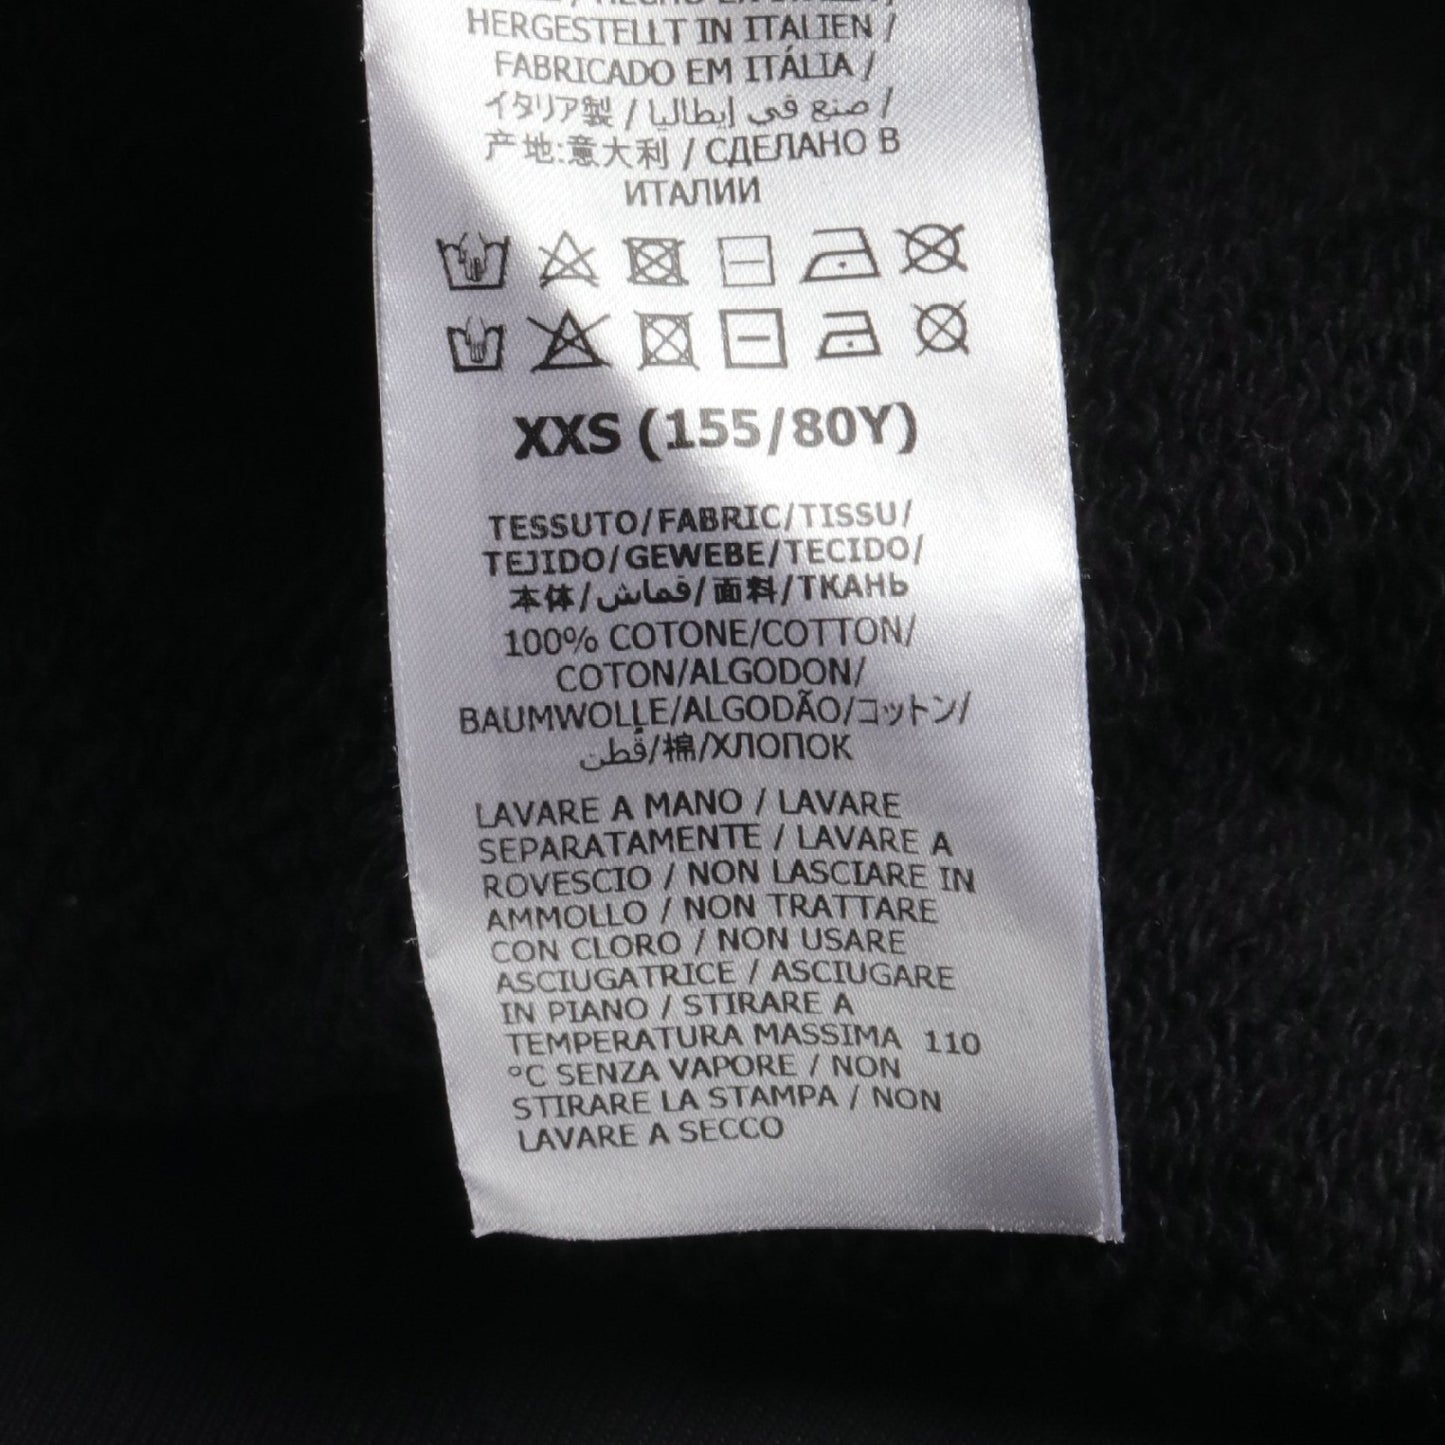 HERGESTELLT IN ITALIEN /
FABRICADO EM ITÁLIA /
イタリア製 / صنع في إيطاليا /
产地:意大利 / СДЕЛАНО В
ИТАЛИИ
XXS (155/80Y)
TESSUTO/FABRIC/TISSU/
TEJIDO/GEWEBE/TECIDO/
本体/قماش/面料/ТКАНЬ
100% COTONE/COTTON/
COTON/ALGODON/
BAUMWOLLE/ALGODÃO/コットン/
قطن/棉/ХЛОПОК
LAVARE A MANO / LAVARE
SEPARATAMENTE / LAVARE A
ROVESCIO / NON LASCIARE IN
AMMOLLO / NON TRATTARE
CON CLORO / NON USARE
ASCIUGATRICE / ASCIUGARE
IN PIANO / STIRARE A
TEMPERATURA MASSIMA 110
°C SENZA VAPORE / NON
STIRARE LA STAMPA / NON
LAVARE A SECCO